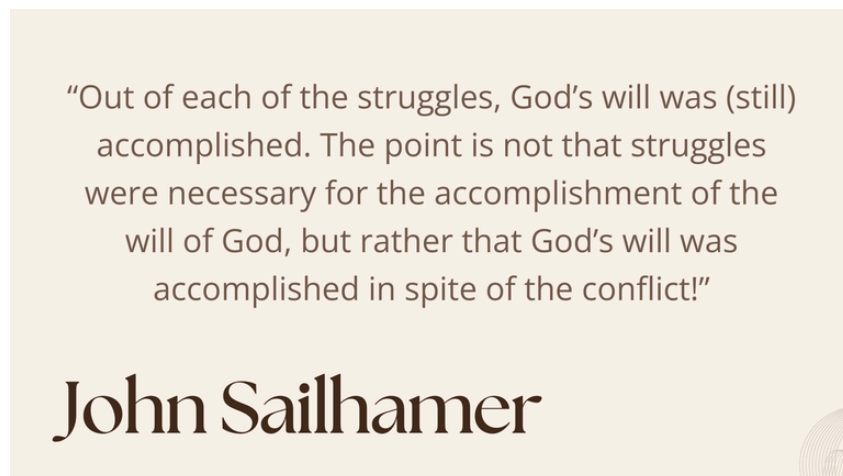 “Out of each of the struggles, God’s will was (still)
accomplished. The point is not that struggles
were necessary for the accomplishment of the
will of God, but rather that God’s will was
accomplished in spite of the conflict!”
John Sailhamer